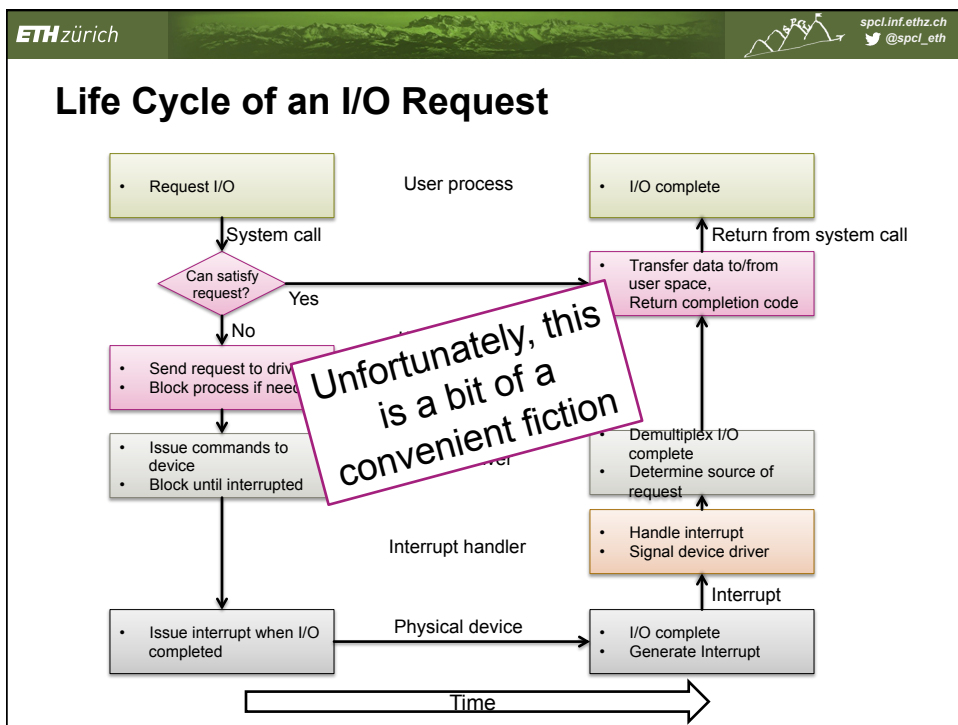 ETH zürich
spcl.inf.ethz.ch
@spcl_eth
Life Cycle of an I/O Request
• Request I/O
User process
• I/O complete
System call
Return from system call
Can satisfy
request?
Yes
• Transfer data to/from
user space,
Return completion code
No
• Send request to
• Block process if
Unfortunately, this
is a bit of a
convenient fiction
• Issue commands to
device
• Block until interrupted
• Demultiplex I/O
complete
• Determine source of
request
Interrupt handler
• Handle interrupt
• Signal device driver
Interrupt
• Issue interrupt when I/O
completed
Physical device
• I/O complete
• Generate Interrupt
Time